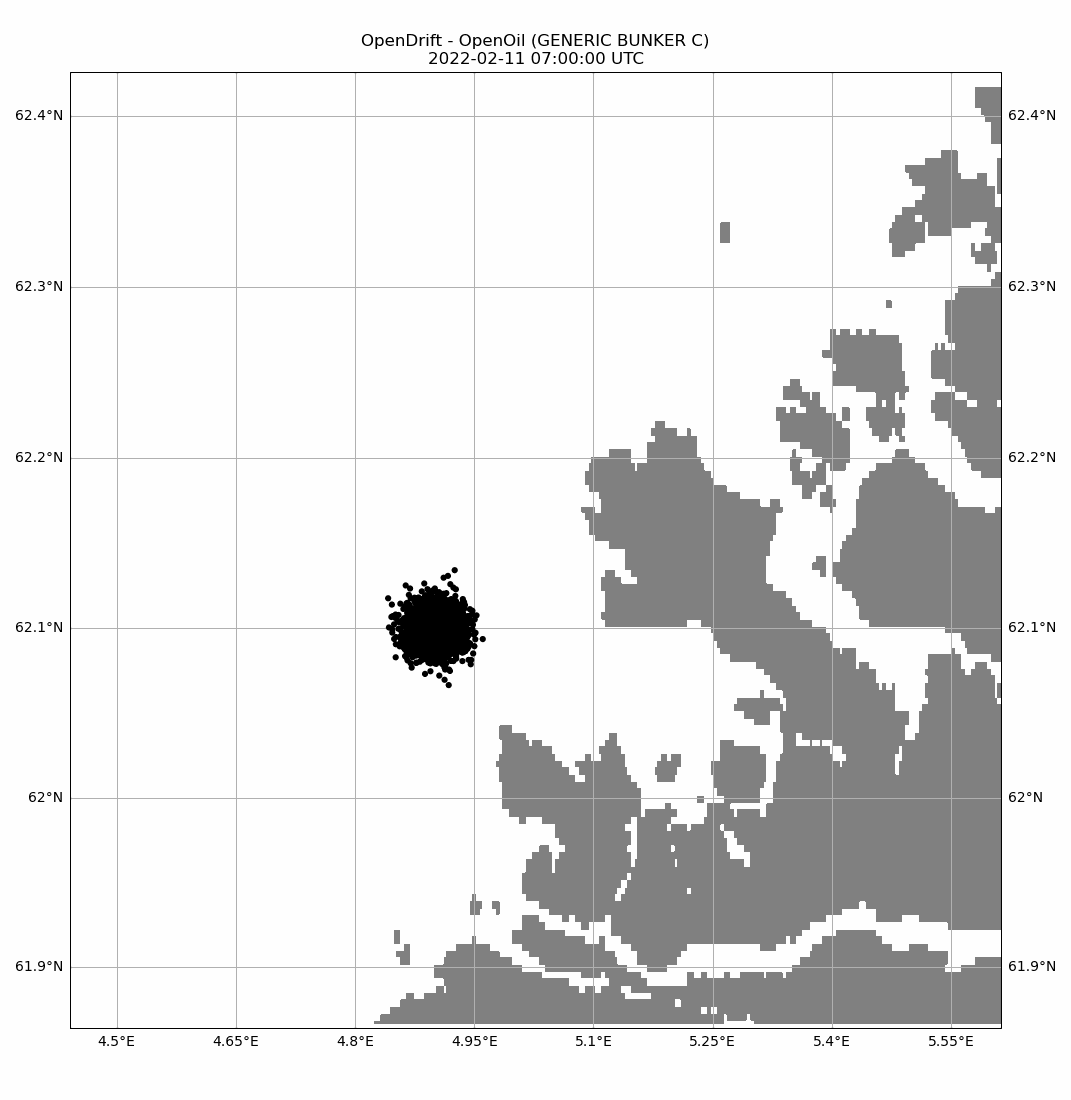 OpenDrift - OpenOil (GENERIC BUNKER C)
2022-02-11 07:00:00 UTC
62.4°N 62.4°N
62.3°N 62.3°N
62.2°N 62.2°N
62.1°N 62.1°N
62°N 62°N
61.9°N 61.9°N
4.5°E 4.65°E 4.8°E 4.95°E 5.1°E 5.25°E 5.4°E 5.55°E